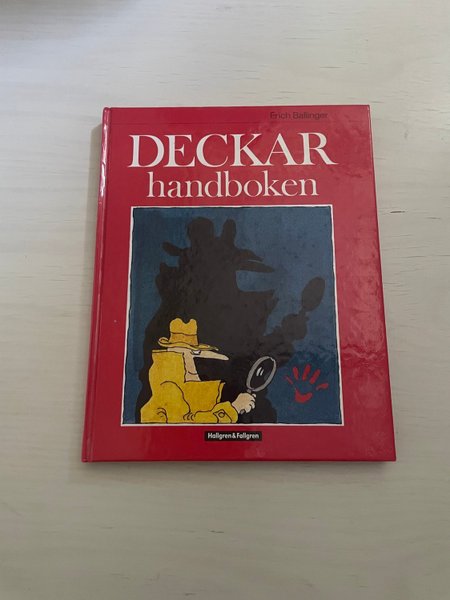 Erich Ballinger
DECKAR
handboken
Hallgren & Fallgren